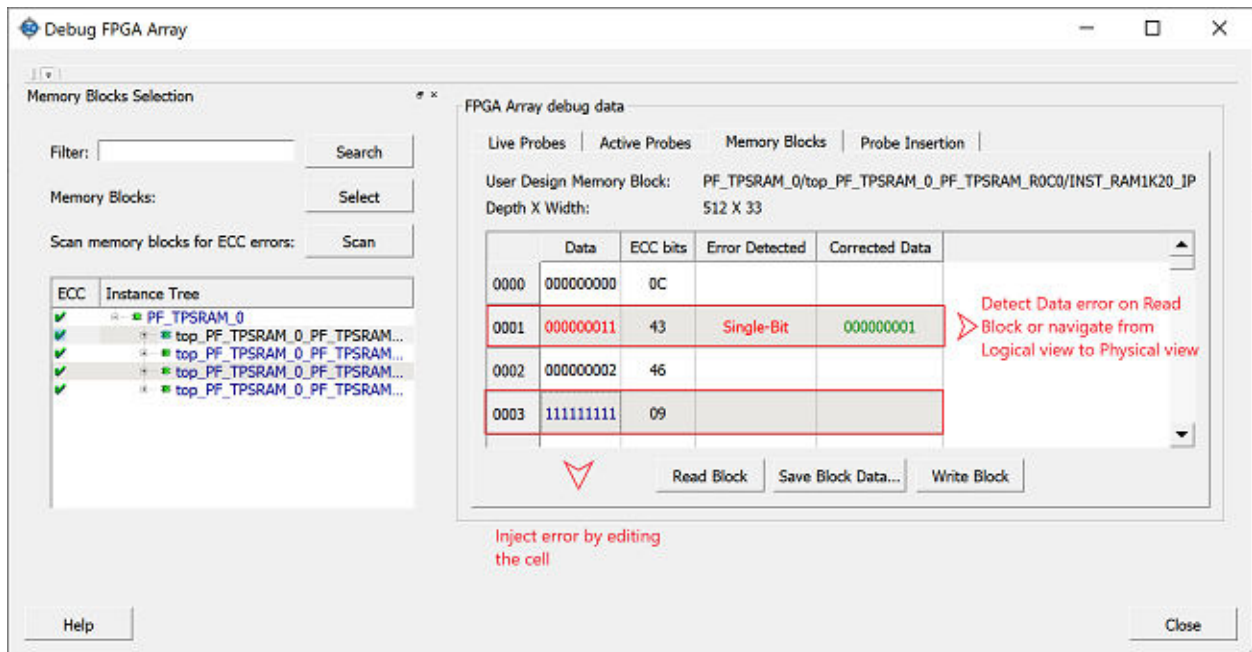 Debug FPGA Array
Memory Blocks Selection
Filter:
Search
Memory Blocks:
Select
Scan memory blocks for ECC errors:
Scan
ECC Instance Tree
PF_TPSRAM_0
top_PF_TPSRAM_0_PF_TPSRAM...
top_PF_TPSRAM_0_PF_TPSRAM...
top_PF_TPSRAM_0_PF_TPSRAM...
top_PF_TPSRAM_0_PF_TPSRAM...
FPGA Array debug data
Live Probes Active Probes Memory Blocks Probe Insertion
User Design Memory Block: PF_TPSRAM_0/top_PF_TPSRAM_0_PF_TPSRAM_R0C0/INST_RAM1K20_IP
Depth X Width: 512 X 33
Data ECC bits Error Detected Corrected Data
0000 000000000 0C
0001 000000011 43 Single-Bit 000000001
0002 000000002 46
0003 111111111 09
Detect Data error on Read
Block or navigate from
Logical view to Physical view
Read Block Save Block Data... Write Block
Inject error by editing
the cell
Help
Close